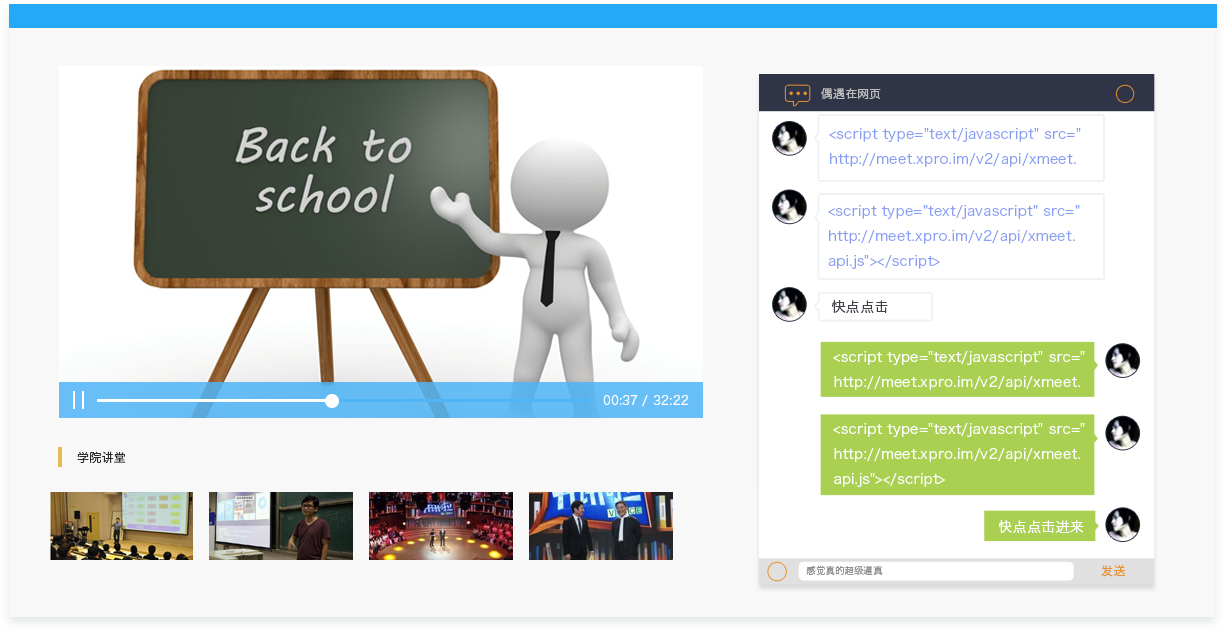 Back to
school
00:37 / 32:22
学院讲堂
偶遇在网页
<script type="text/javascript" src="
http://meet.xpro.im/v2/api/xmeet.
<script type="text/javascript" src="
http://meet.xpro.im/v2/api/xmeet.
api.js"></script>
快点点击
<script type="text/javascript" src="
http://meet.xpro.im/v2/api/xmeet.
<script type="text/javascript" src="
http://meet.xpro.im/v2/api/xmeet.
api.js"></script>
快点点击进来
感觉真的超级逼真
发送